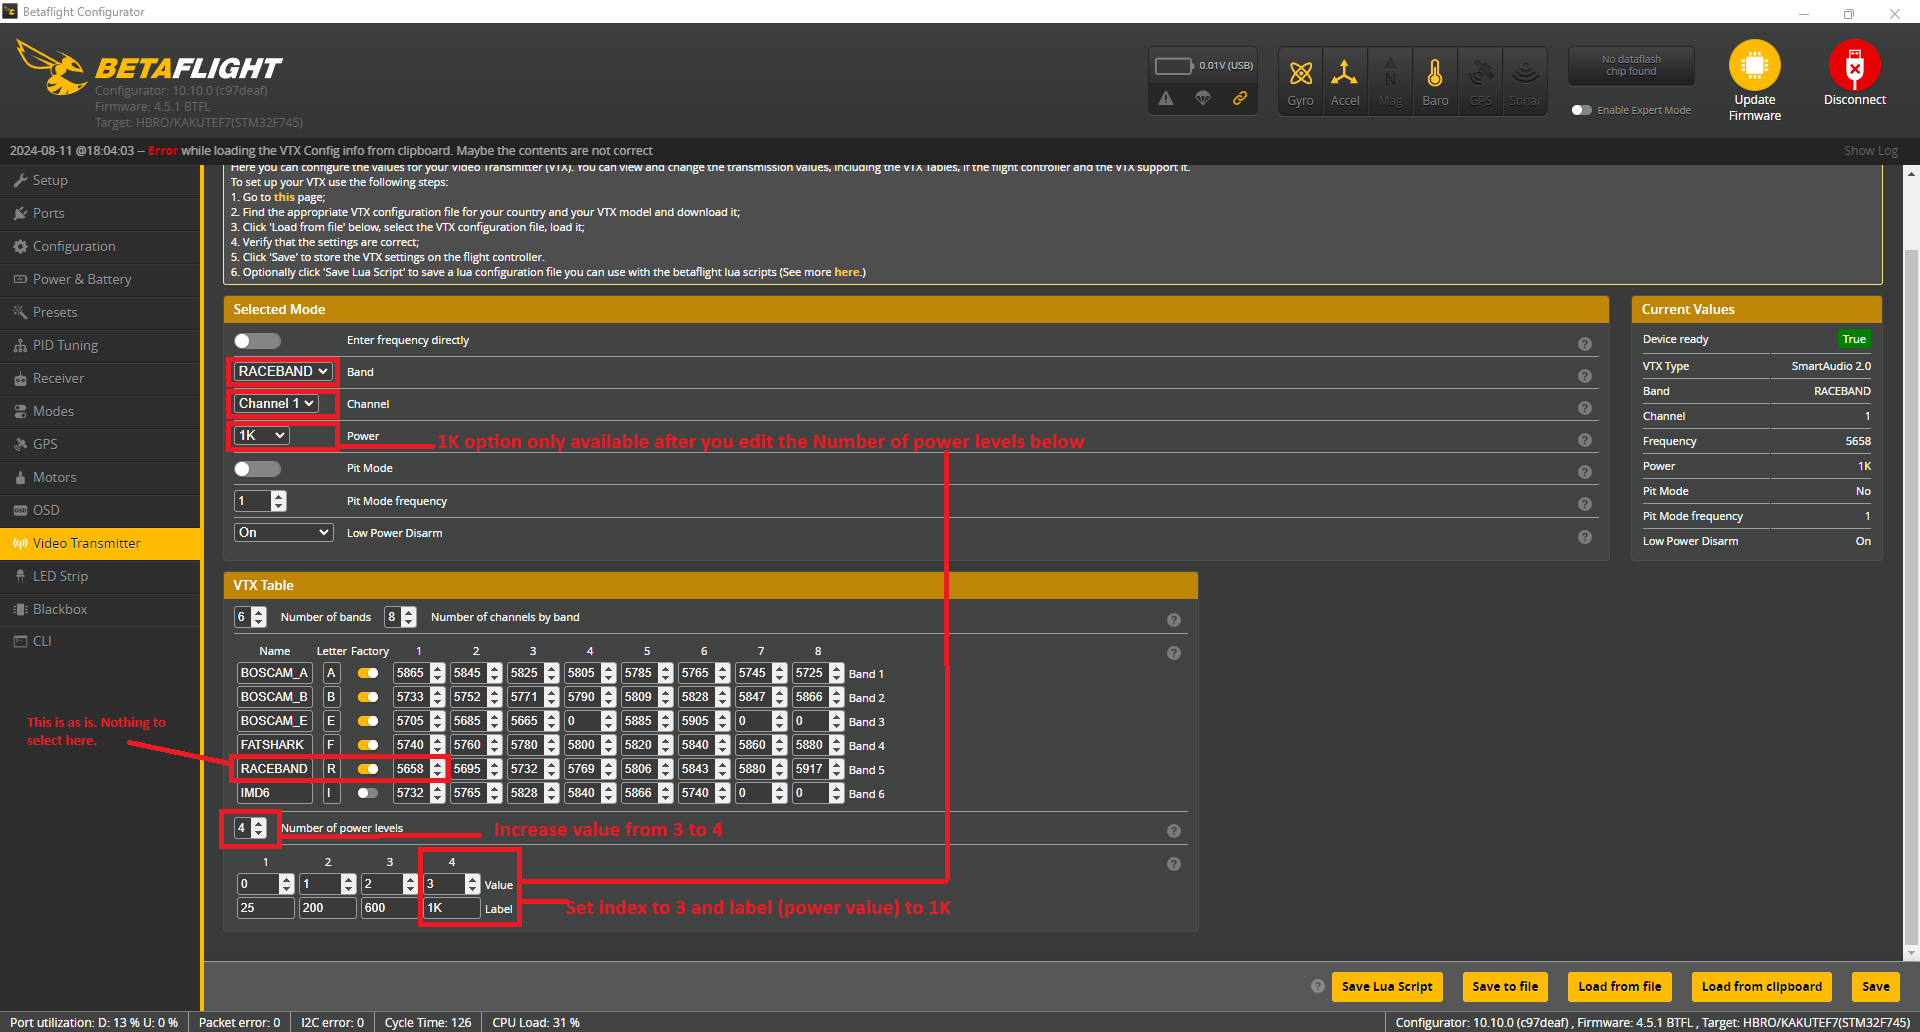 Betaflight Configurator
BETAFLIGHT
Configurator: 10.10.0 (c97deaf)
Firmware: 4.5.1 BTFL
Target: HBRO/KAKUTEF7(STM32F745)
0.01V (USB)
Gyro Accel Mag Baro GPS Sonar
No dataflash
chip found
Enable Expert Mode
Update
Firmware
Disconnect
2024-08-11 @18:04:03 -- Error while loading the VTX Config info from clipboard. Maybe the contents are not correct
Show Log
Setup
Ports
Configuration
Power & Battery
Presets
PID Tuning
Receiver
Modes
GPS
Motors
OSD
Video Transmitter
LED Strip
Blackbox
CLI
Here you can configure the values for your Video Transmitter (VTX). You can view and change the transmission values, including the VTX Tables, if the flight controller and the VTX support it.
To set up your VTX use the following steps:
1. Go to this page;
2. Find the appropriate VTX configuration file for your country and your VTX model and download it;
3. Click 'Load from file' below, select the VTX configuration file, load it;
4. Verify that the settings are correct;
5. Click 'Save' to store the VTX settings on the flight controller.
6. Optionally click 'Save Lua Script' to save a lua configuration file you can use with the betaflight lua scripts (See more here.)
Selected Mode
Enter frequency directly
RACEBAND Band
Channel 1 Channel
1K Power
1K option only available after you edit the Number of power levels below
Pit Mode
1 Pit Mode frequency
On Low Power Disarm
Current Values
Device ready True
VTX Type SmartAudio 2.0
Band RACEBAND
Channel 1
Frequency 5658
Power 1K
Pit Mode No
Pit Mode frequency 1
Low Power Disarm On
VTX Table
6 Number of bands 8 Number of channels by band
Name Letter Factory 1 2 3 4 5 6 7 8
BOSCAM_A A 5865 5845 5825 5805 5785 5765 5745 5725 Band 1
BOSCAM_B B 5733 5752 5771 5790 5809 5828 5847 5866 Band 2
BOSCAM_E E 5705 5685 5665 0 5885 5905 0 0 Band 3
FATSHARK F 5740 5760 5780 5800 5820 5840 5860 5880 Band 4
RACEBAND R 5658 5695 5732 5769 5806 5843 5880 5917 Band 5
IMD6 I 5732 5765 5828 5840 5866 5740 0 0 Band 6
This is as is. Nothing to
select here.
4 Number of power levels
Increase value from 3 to 4
1 2 3 4
0 1 2 3 Value
25 200 600 1K Label
Set index to 3 and label (power value) to 1K
Save Lua Script
Save to file
Load from file
Load from clipboard
Save
Port utilization: D: 13 % U: 0 % Packet error: 0 I2C error: 0 Cycle Time: 126 CPU Load: 31 %
Configurator: 10.10.0 (c97deaf) , Firmware: 4.5.1 BTFL , Target: HBRO/KAKUTEF7(STM32F745)